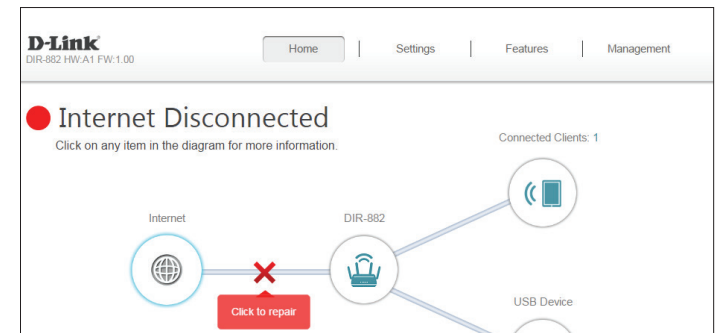 D-Link
DIR-882 HW:A1 FW:1.00
Home | Settings | Features | Management
Internet Disconnected
Click on any item in the diagram for more information.
Connected Clients: 1
Internet
DIR-882
Click to repair
USB Device